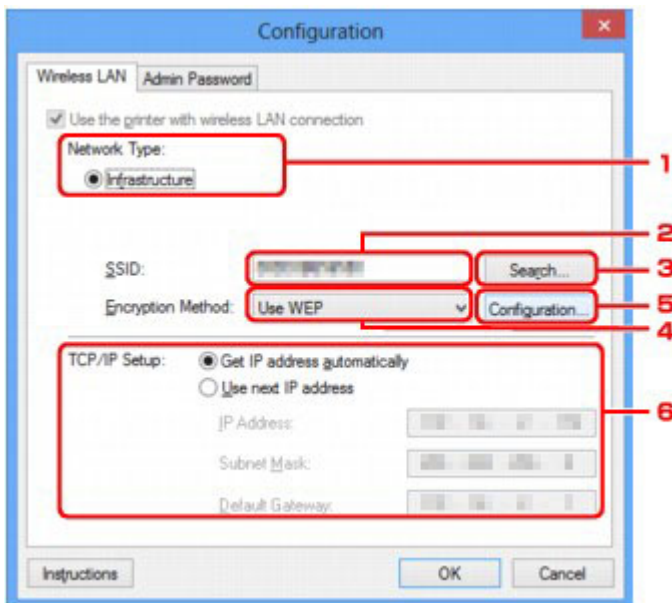 Configuration
Wireless LAN Admin Password
Use the printer with wireless LAN connection
Network Type:
1
Infrastructure
2
SSID: Search... 3
Encryption Method: Use WEP Configuration... 5
4
TCP/IP Setup: Get IP address automatically
Use next IP address
6
IP Address:
Subnet Mask:
Default Gateway:
Instructions OK Cancel